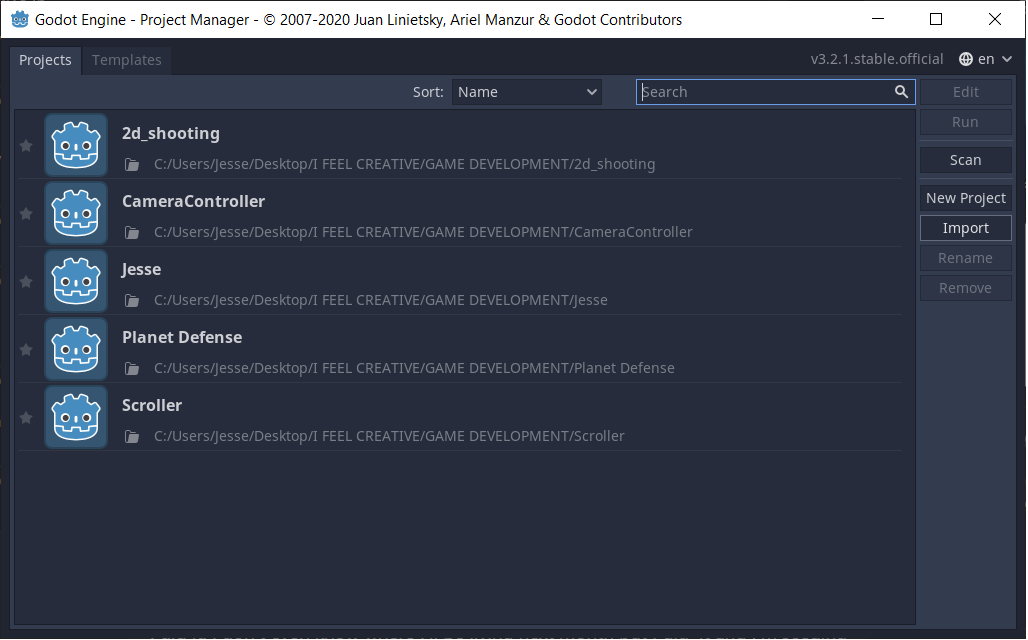 Godot Engine - Project Manager - © 2007-2020 Juan Linietsky, Ariel Manzur & Godot Contributors
Projects Templates v3.2.1.stable.official en
Sort: Name Search Edit
Run
Scan
New Project
Import
Rename
Remove
2d_shooting
C:/Users/Jesse/Desktop/I FEEL CREATIVE/GAME DEVELOPMENT/2d_shooting
CameraController
C:/Users/Jesse/Desktop/I FEEL CREATIVE/GAME DEVELOPMENT/CameraController
Jesse
C:/Users/Jesse/Desktop/I FEEL CREATIVE/GAME DEVELOPMENT/Jesse
Planet Defense
C:/Users/Jesse/Desktop/I FEEL CREATIVE/GAME DEVELOPMENT/Planet Defense
Scroller
C:/Users/Jesse/Desktop/I FEEL CREATIVE/GAME DEVELOPMENT/Scroller